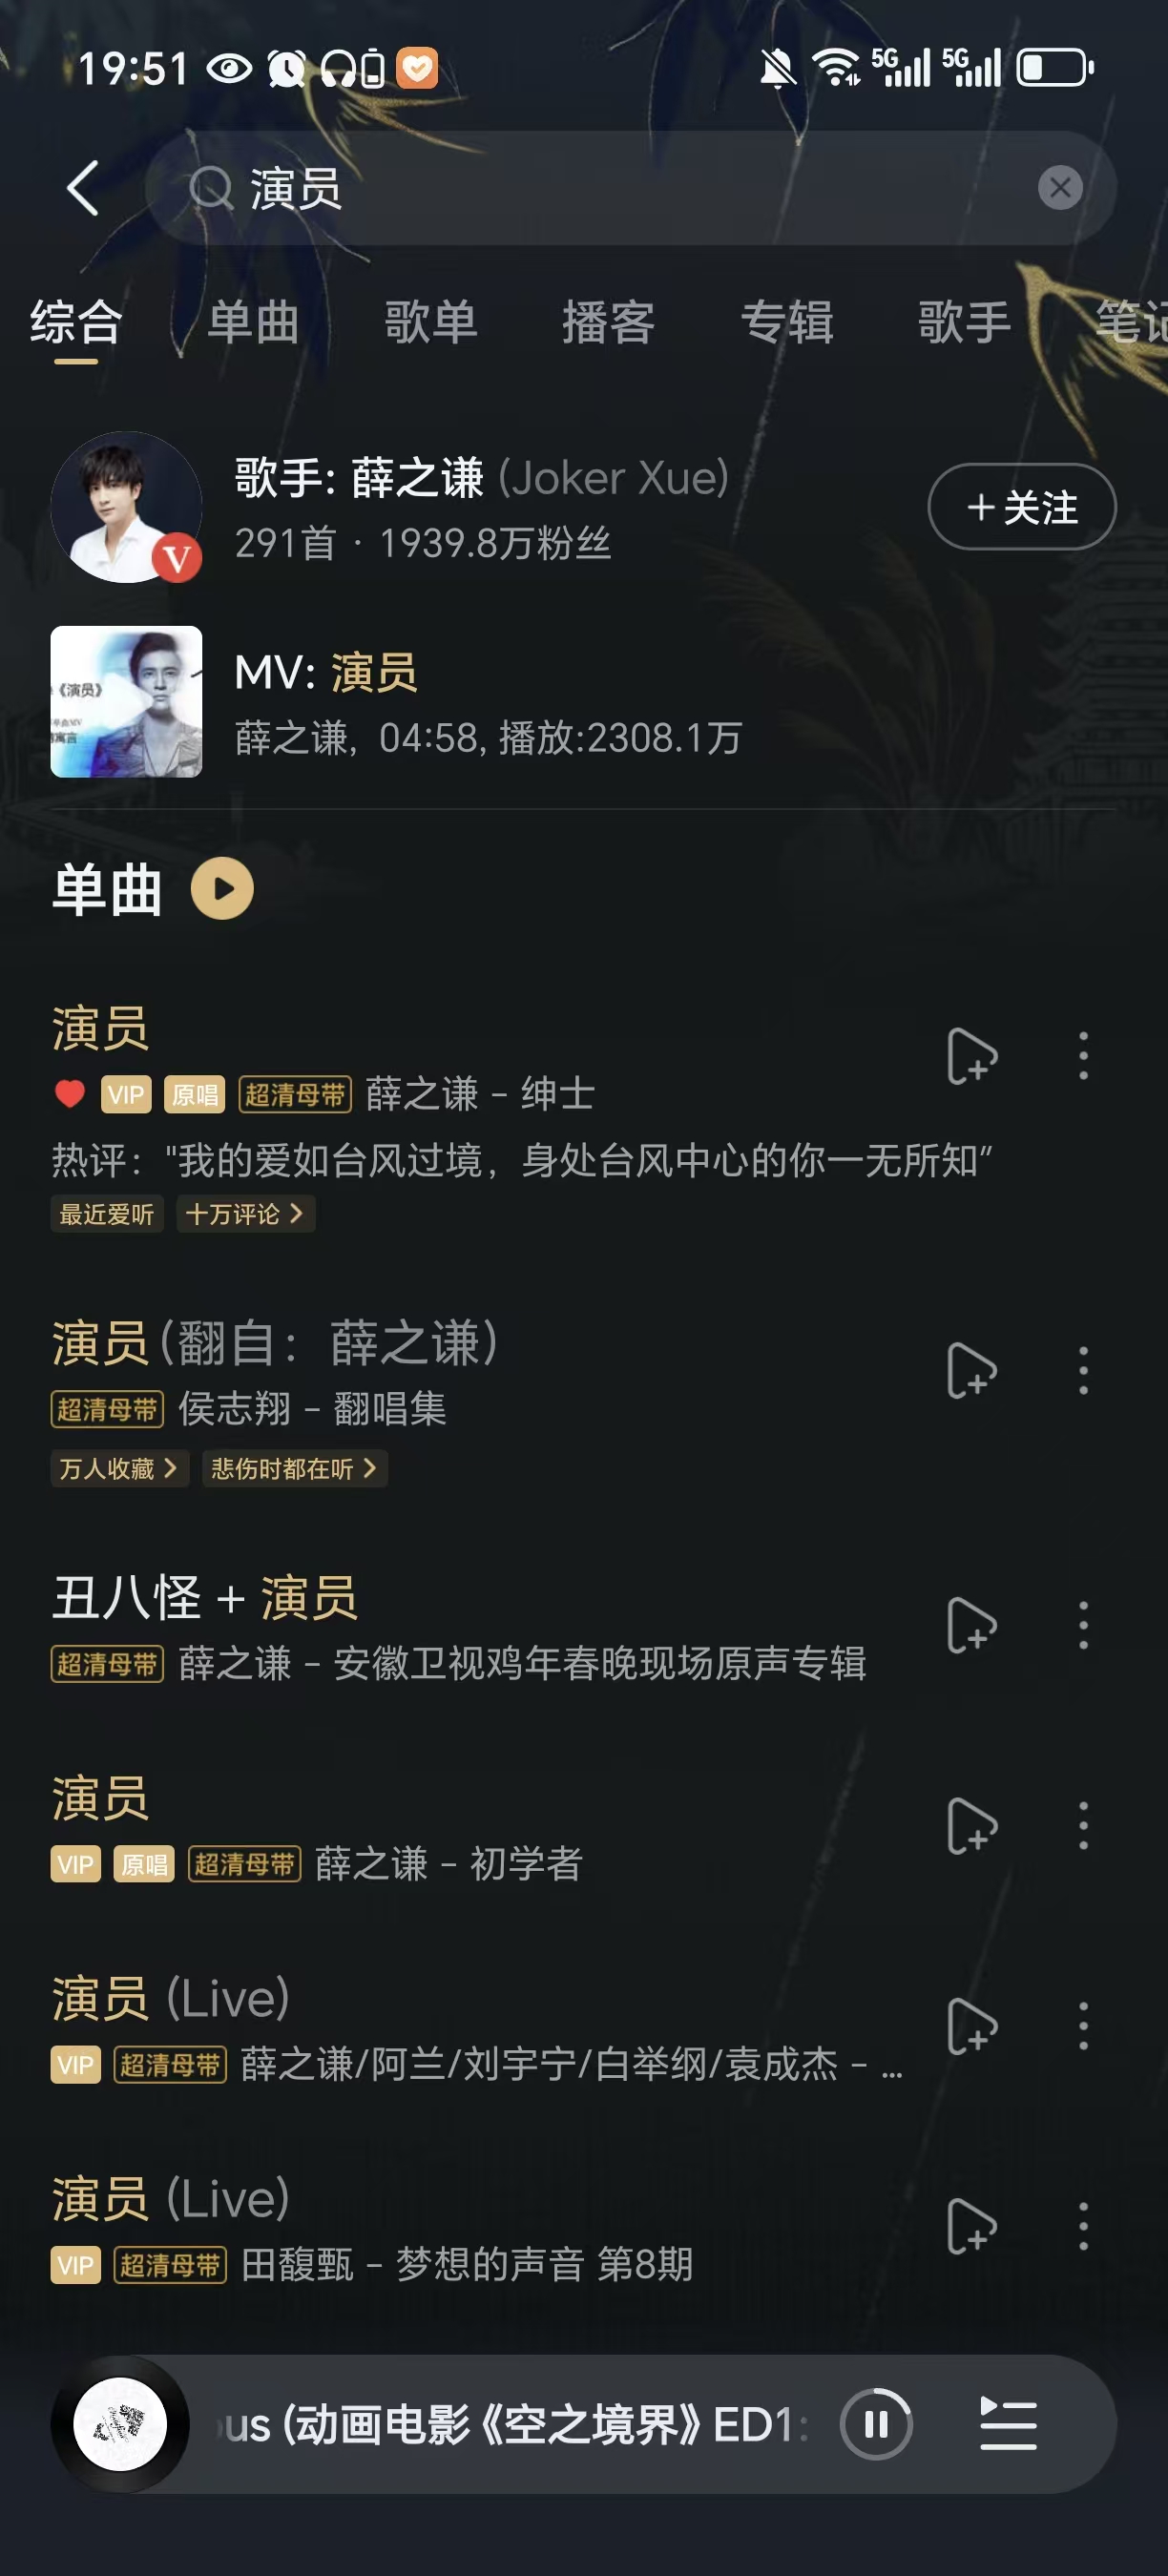 19:51
5G 5G
演员
综合 单曲 歌单 播客 专辑 歌手 笔记
歌手: 薛之谦 (Joker Xue)
291首 · 1939.8万粉丝
V
+关注
《演员》
MV: 演员
薛之谦, 04:58, 播放:2308.1万
单曲
演员
VIP 原唱 超清母带 薛之谦 - 绅士
热评："我的爱如台风过境，身处台风中心的你一无所知"
最近爱听 十万评论 >
演员(翻自：薛之谦)
超清母带 侯志翔 - 翻唱集
万人收藏 > 悲伤时都在听 >
丑八怪 + 演员
超清母带 薛之谦 - 安徽卫视鸡年春晚现场原声专辑
演员
VIP 原唱 超清母带 薛之谦 - 初学者
演员 (Live)
VIP 超清母带 薛之谦/阿兰/刘宇宁/白举纲/袁成杰 - ...
演员 (Live)
VIP 超清母带 田馥甄 - 梦想的声音 第8期
us (动画电影《空之境界》ED1: